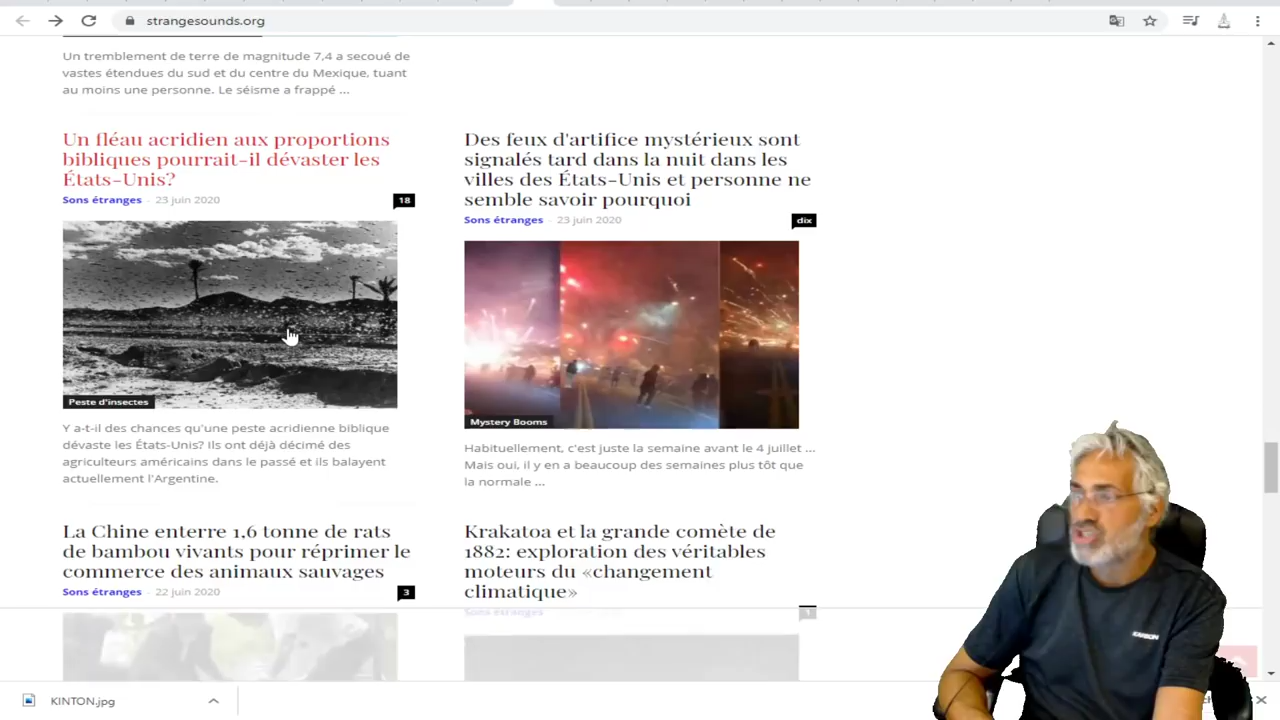 strangesounds.org
Un tremblement de terre de magnitude 7,4 a secoué de
vastes étendues du sud et du centre du Mexique, tuant
au moins une personne. Le séisme a frappé ...
Un fléau acridien aux proportions
bibliques pourrait-il dévaster les
États-Unis?
Sons étranges - 23 juin 2020
18
Peste d'insectes
Y a-t-il des chances qu'une peste acridienne biblique
dévaste les États-Unis? Ils ont déjà décimé des
agriculteurs américains dans le passé et ils balayent
actuellement l'Argentine.
Des feux d'artifice mystérieux sont
signalés tard dans la nuit dans les
villes des États-Unis et personne ne
semble savoir pourquoi
Sons étranges - 23 juin 2020
dix
Mystery Booms
Habituellement, c'est juste la semaine avant le 4 juillet ...
Mais oui, il y en a beaucoup des semaines plus tôt que
la normale ...
La Chine enterre 1,6 tonne de rats
de bambou vivants pour réprimer le
commerce des animaux sauvages
Sons étranges - 22 juin 2020
3
Krakatoa et la grande comète de
1882: exploration des véritables
moteurs du «changement
climatique»
Sons étranges
1
KARBON
KINTON.jpg